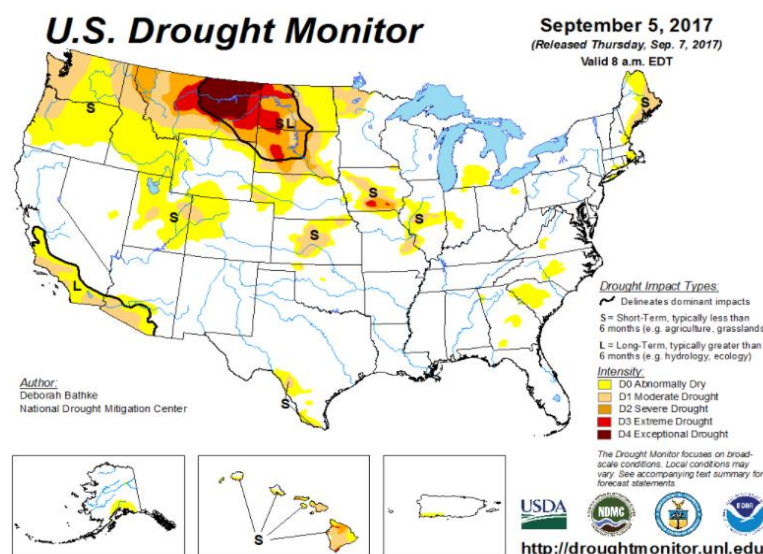 U.S. Drought Monitor
September 5, 2017
(Released Thursday, Sep. 7, 2017)
Valid 8 a.m. EDT
S
S
SL
S
S
S
S
L
S
Drought Impact Types:
Delineates dominant impacts
S = Short-Term, typically less than
6 months (e.g. agriculture, grasslands
L = Long-Term, typically greater than
6 months (e.g. hydrology, ecology)
Intensity:
D0 Abnormally Dry
D1 Moderate Drought
D2 Severe Drought
D3 Extreme Drought
D4 Exceptional Drought
Author:
Deborah Bathke
National Drought Mitigation Center
The Drought Monitor focuses on broad-
scale conditions. Local conditions may
vary. See accompanying text summary for
forecast statements.
S
USDA
NDMC
http://droughtmonitor.unl.edu